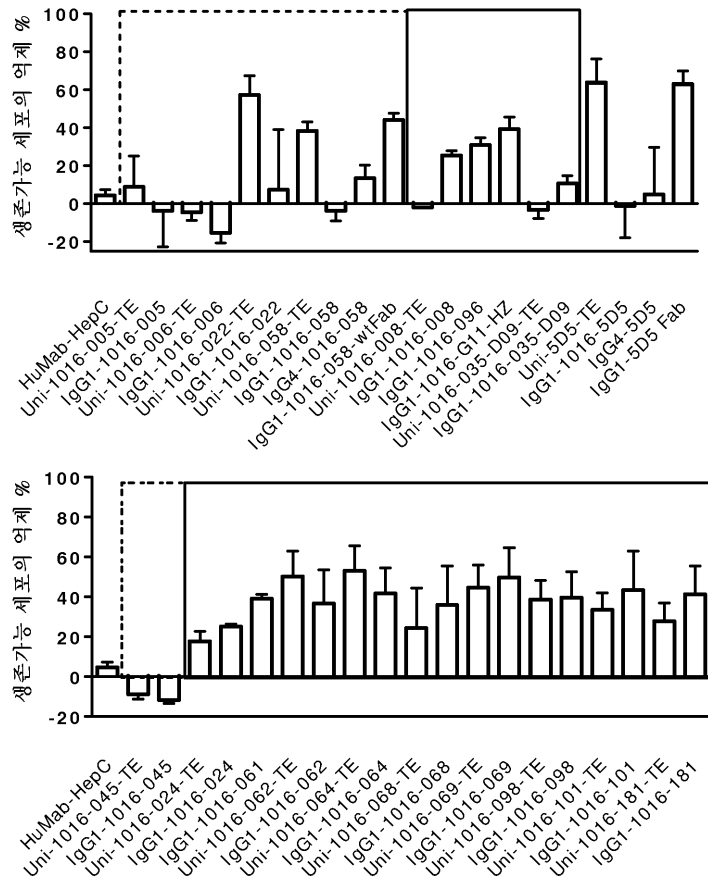 생존가능 세포의 억제 %
100
80
60
40
20
0
-20
HuMab-HepC
Uni-1016-005-TE
IgG1-1016-005
Uni-1016-006-TE
IgG1-1016-006
Uni-1016-022-TE
IgG1-1016-022
Uni-1016-058-TE
IgG1-1016-058
IgG4-1016-058
IgG1-1016-058-wtFab
Uni-1016-008-TE
IgG1-1016-008
IgG1-1016-096
IgG1-1016-G11-HZ
Uni-1016-035-D09-TE
IgG1-1016-035-D09
Uni-5D5-TE
IgG1-1016-5D5
IgG4-5D5
IgG1-5D5 Fab
생존가능 세포의 억제 %
100
80
60
40
20
0
-20
HuMab-HepC
Uni-1016-045-TE
IgG1-1016-045
Uni-1016-024-TE
IgG1-1016-024
IgG1-1016-061
Uni-1016-062-TE
IgG1-1016-062
Uni-1016-064-TE
IgG1-1016-064
Uni-1016-068-TE
IgG1-1016-068
Uni-1016-069-TE
IgG1-1016-069
Uni-1016-098-TE
IgG1-1016-098
Uni-1016-101-TE
IgG1-1016-101
Uni-1016-181-TE
IgG1-1016-181